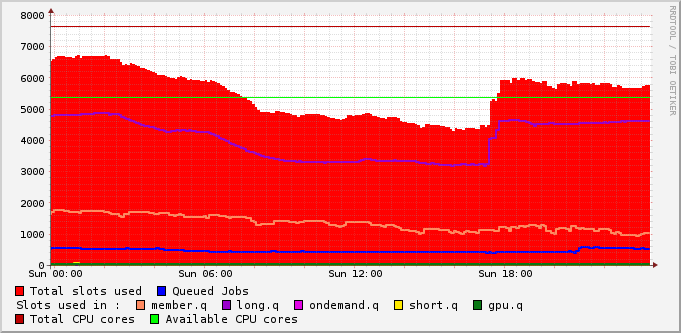 8000
7000
6000
5000
4000
3000
2000
1000
0
Sun 00:00 Sun 06:00 Sun 12:00 Sun 18:00
RRDTOOL / TOBI OETIKER
Total slots used Queued Jobs
Slots used in : member.q long.q ondemand.q short.q gpu.q
Total CPU cores Available CPU cores